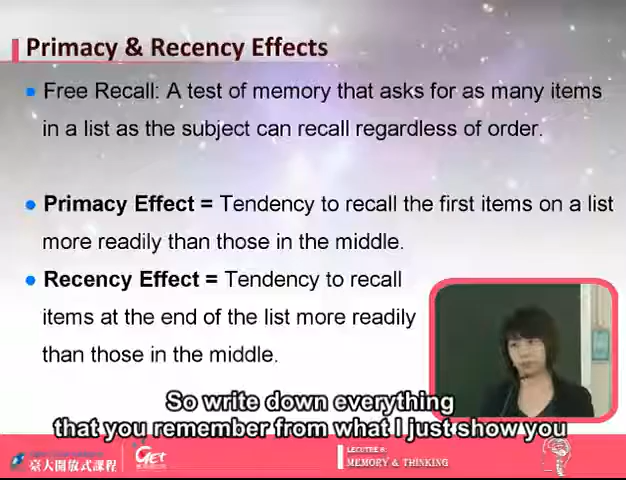 Primacy & Recency Effects
Free Recall: A test of memory that asks for as many items
in a list as the subject can recall regardless of order.
Primacy Effect = Tendency to recall the first items on a list
more readily than those in the middle.
Recency Effect = Tendency to recall
items at the end of the list more readily
than those in the middle.
So write down everything
that you remember from what I just show you
臺大開放式課程
GET
LECUTRE 8:
MEMORY & THINKING